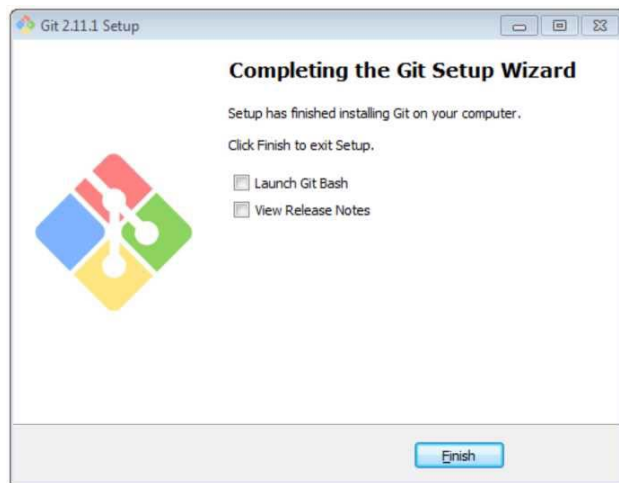 Git 2.11.1 Setup
Completing the Git Setup Wizard
Setup has finished installing Git on your computer.
Click Finish to exit Setup.
Launch Git Bash
View Release Notes
Finish